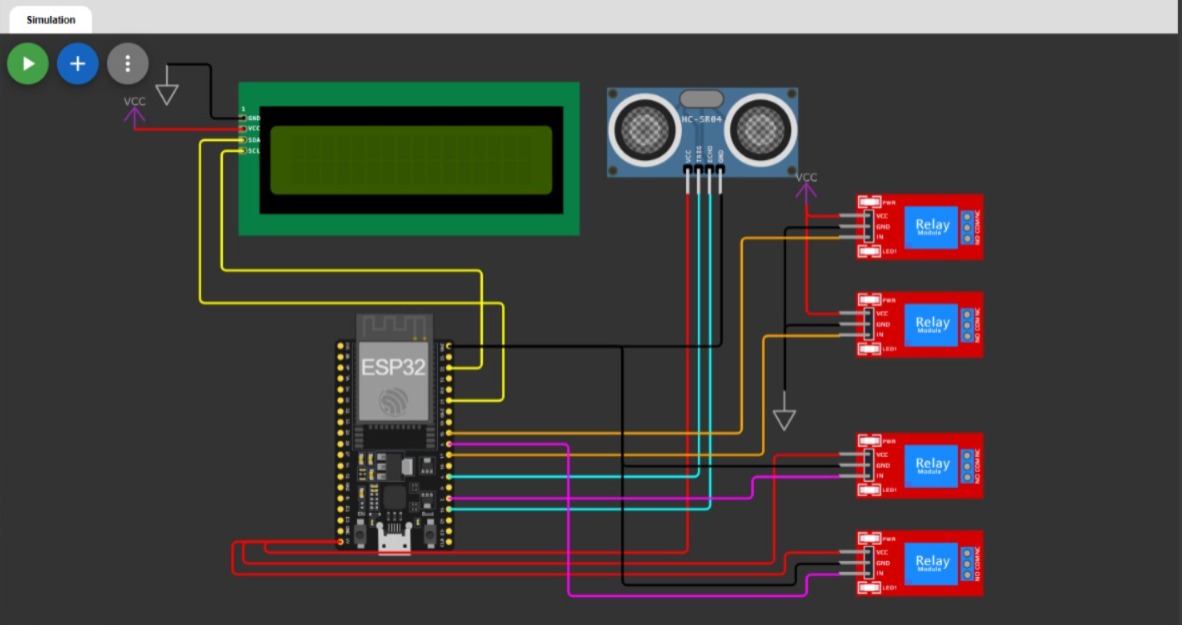 Simulation
VCC
1
GND
VCC
SDA
SCL
HC-SR04
VCC
TRIG
ECHO
GND
VCC
PWR
VCC
GND
IN
LED1
Relay
Module
NO COM NC
PWR
VCC
GND
IN
LED1
Relay
Module
NO COM NC
ESP32
EN
Boot
PWR
VCC
GND
IN
LED1
Relay
Module
NO COM NC
PWR
VCC
GND
IN
LED1
Relay
Module
NO COM NC